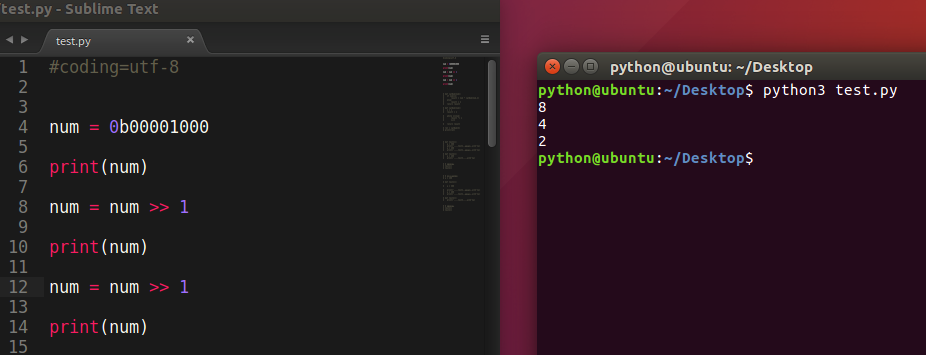 /test.py - Sublime Text
test.py
1 #coding=utf-8
2
3
4 num = 0b00001000
5
6 print(num)
7
8 num = num >> 1
9
10 print(num)
11
12 num = num >> 1
13
14 print(num)
15
python@ubuntu: ~/Desktop
python@ubuntu:~/Desktop$ python3 test.py
8
4
2
python@ubuntu:~/Desktop$